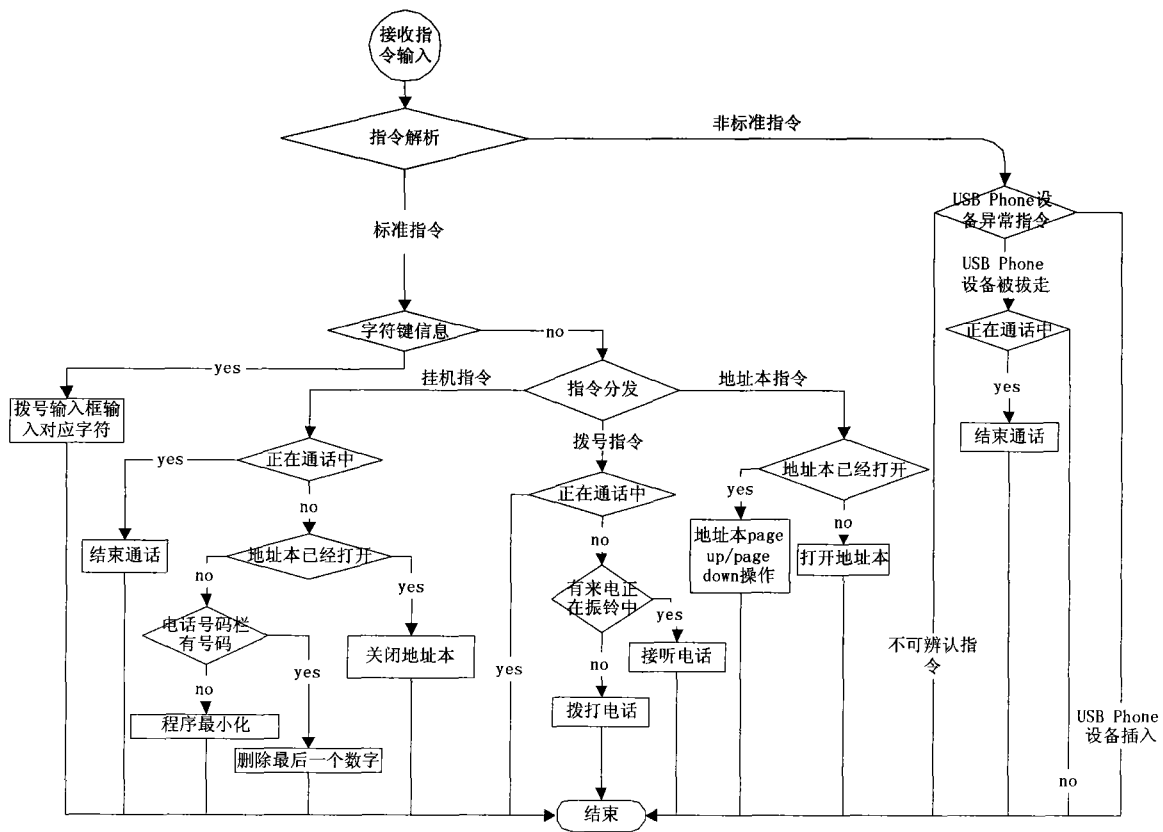 接收指
令输入
指令解析
非标准指令
标准指令
USB Phone设
备异常指令
USB Phone
设备被拔走
字符键信息
no
正在通话中
yes
挂机指令
指令分发
地址本指令
yes
拨号输入框输
入对应字符
结束通话
拨号指令
yes
正在通话中
地址本已经打开
正在通话中
yes
no
no
no
结束通话
地址本已经打开
地址本page
up/page
down操作
打开地址本
no
yes
有来电正
在振铃中
yes
电话号码栏
有号码
关闭地址本
接听电话
不可辨认指
令
no
yes
yes
no
程序最小化
拨打电话
USB Phone
设备插入
删除最后一个数字
no
结束